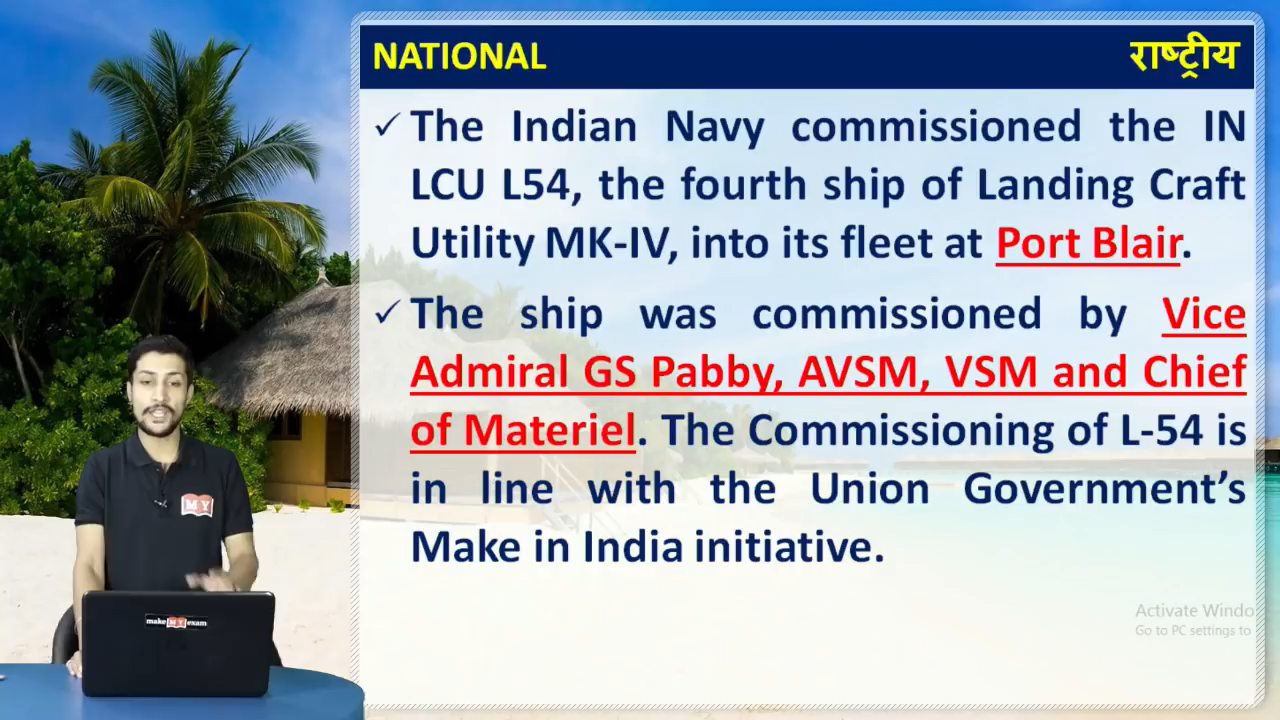 NATIONAL राष्ट्रीय
✓ The Indian Navy commissioned the IN
LCU L54, the fourth ship of Landing Craft
Utility MK-IV, into its fleet at Port Blair.
✓ The ship was commissioned by Vice
Admiral GS Pabby, AVSM, VSM and Chief
of Materiel. The Commissioning of L-54 is
in line with the Union Government’s
Make in India initiative.
MY
make MY exam
Activate Windo
Go to PC settings to